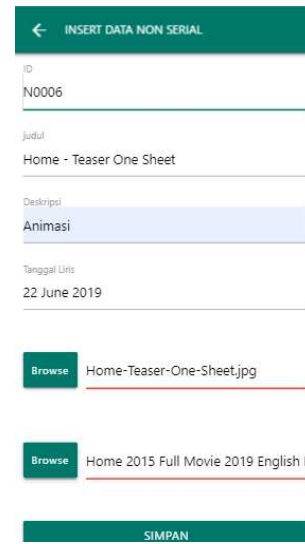 ← INSERT DATA NON SERIAL
ID
N0006
judul
Home - Teaser One Sheet
Deskripsi
Animasi
Tanggal Liris
22 June 2019
Browse Home-Teaser-One-Sheet.jpg
Browse Home 2015 Full Movie 2019 English
SIMPAN